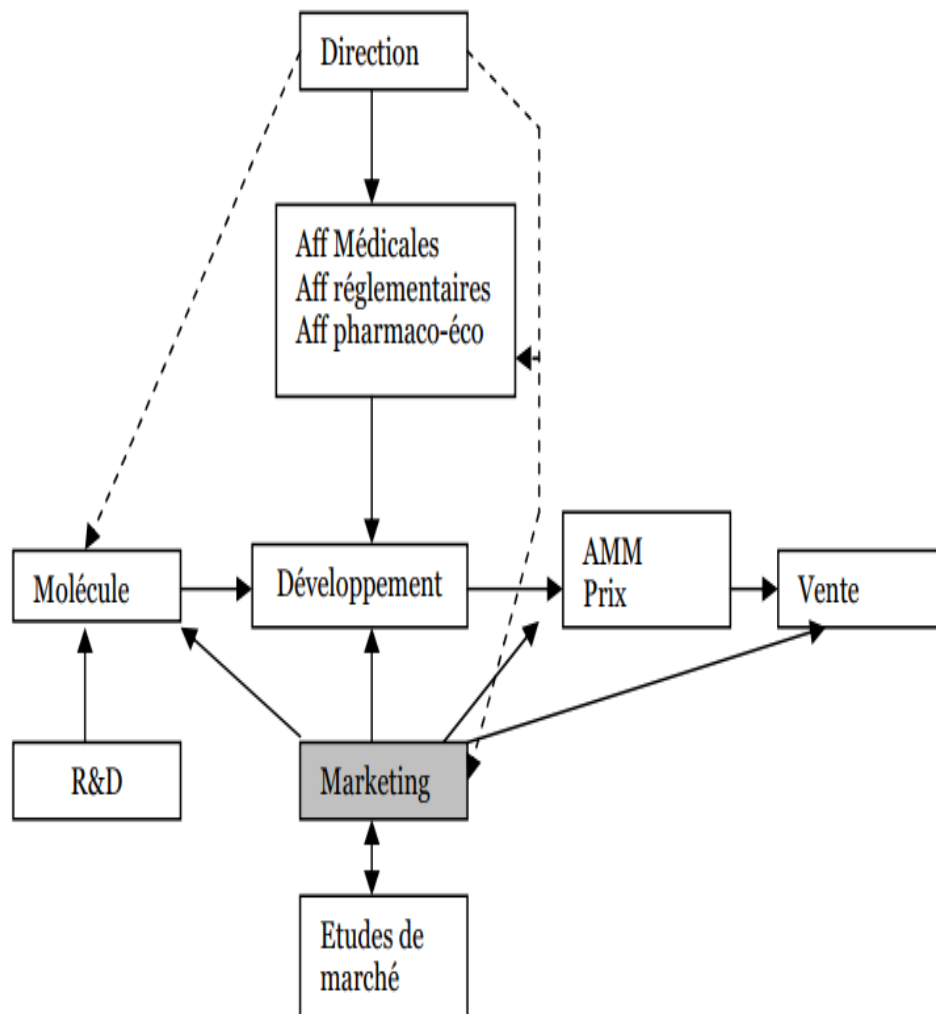 Direction
Aff Médicales
Aff réglementaires
Aff pharmaco-éco
Molécule
Développement
AMM
Prix
Vente
R&D
Marketing
Etudes de
marché